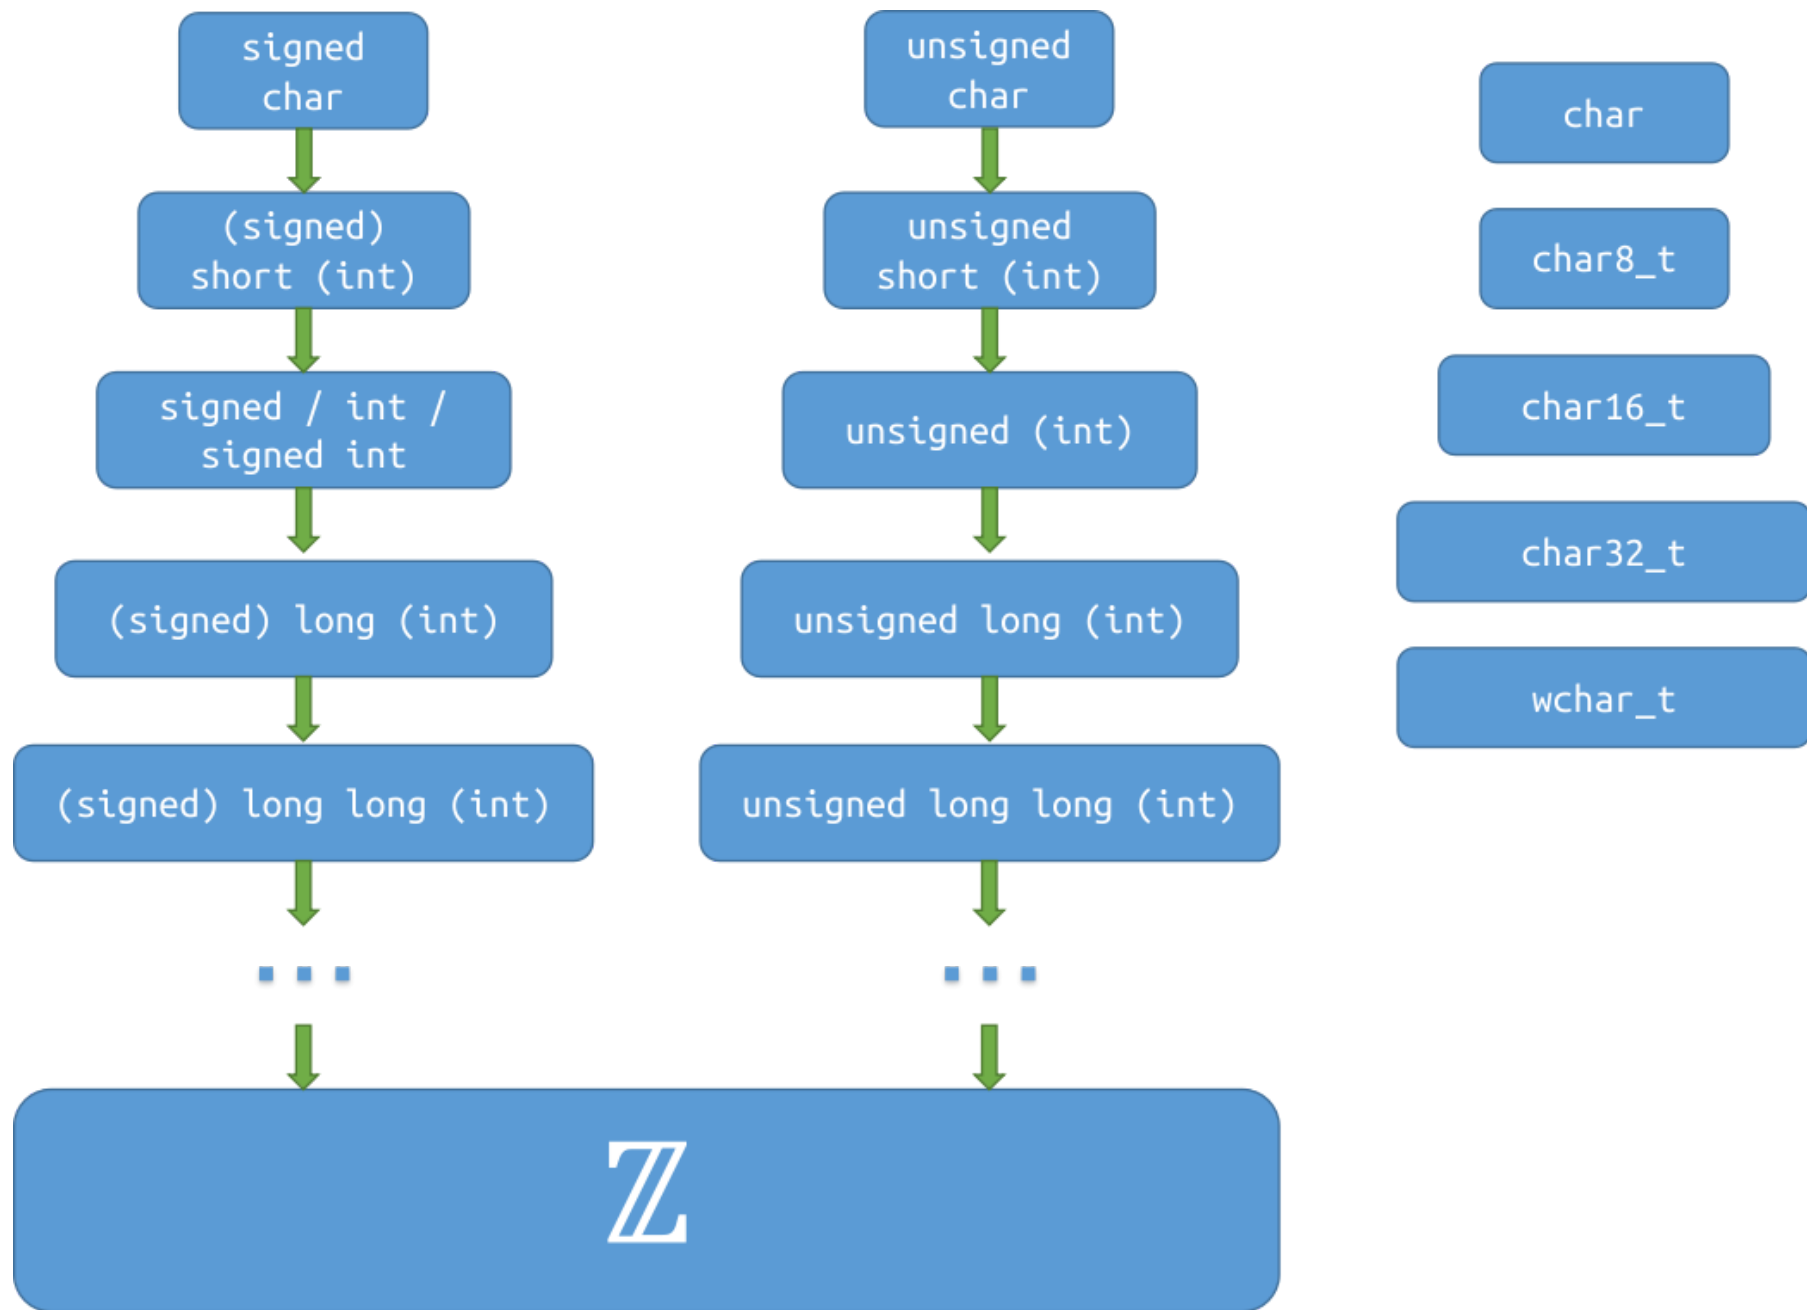 signed
char
(signed)
short (int)
signed / int /
signed int
(signed) long (int)
(signed) long long (int)
...
unsigned
char
unsigned
short (int)
unsigned (int)
unsigned long (int)
unsigned long long (int)
...
ℤ
char
char8_t
char16_t
char32_t
wchar_t